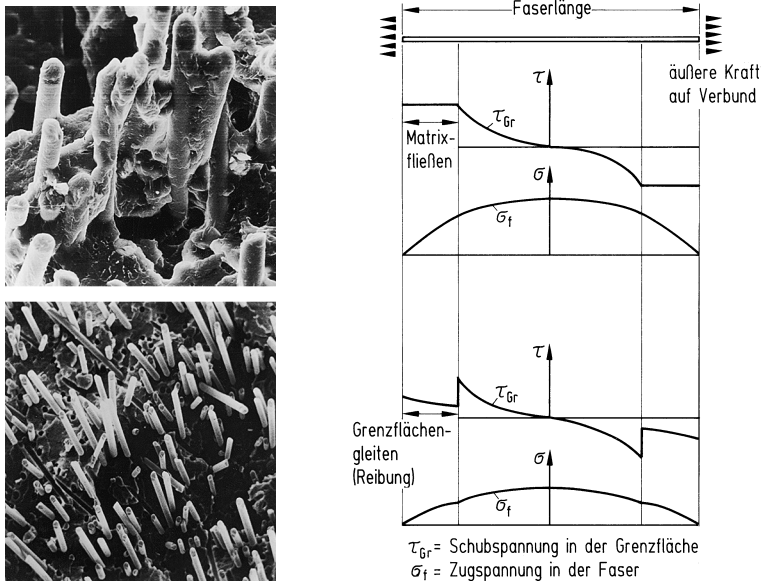 Faserlänge
äußere Kraft
auf Verbund
τ
τGr
Matrix-
fließen
σ
σf
τ
τGr
Grenzflächen-
gleiten
(Reibung)
σ
σf
τGr= Schubspannung in der Grenzfläche
σf = Zugspannung in der Faser